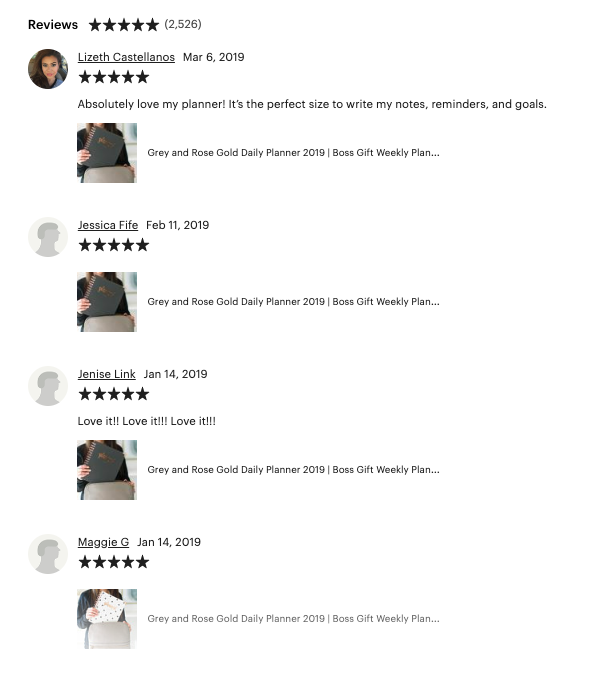 Reviews ★★★★★ (2,526)
Lizeth Castellanos Mar 6, 2019
★★★★★
Absolutely love my planner! It's the perfect size to write my notes, reminders, and goals.
Grey and Rose Gold Daily Planner 2019 | Boss Gift Weekly Plan...
Jessica Fife Feb 11, 2019
★★★★★
Grey and Rose Gold Daily Planner 2019 | Boss Gift Weekly Plan...
Jenise Link Jan 14, 2019
★★★★★
Love it!! Love it!!! Love it!!!
Grey and Rose Gold Daily Planner 2019 | Boss Gift Weekly Plan...
Maggie G Jan 14, 2019
★★★★★
Grey and Rose Gold Daily Planner 2019 | Boss Gift Weekly Plan...